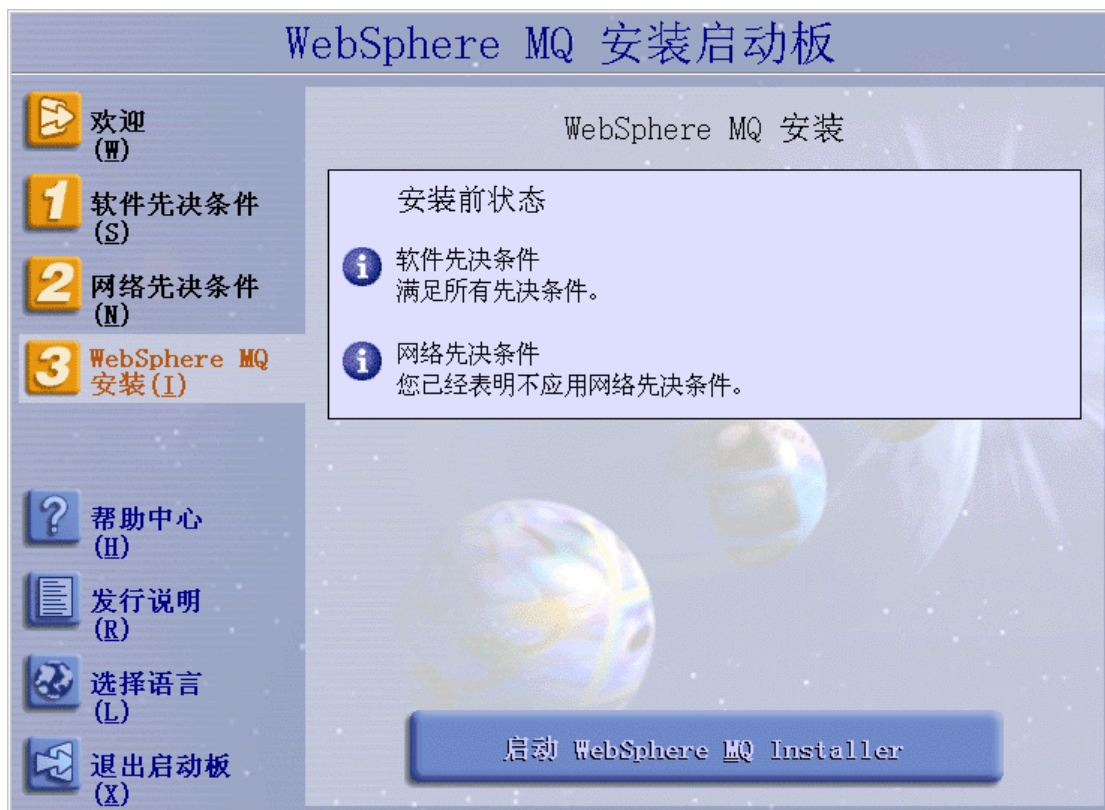 WebSphere MQ 安装启动板
欢迎
(W)
1
软件先决条件
(S)
2
网络先决条件
(N)
3
WebSphere MQ
安装(I)
?
帮助中心
(H)
发行说明
(R)
选择语言
(L)
退出启动板
(X)
WebSphere MQ 安装
安装前状态
i
软件先决条件
满足所有先决条件。
i
网络先决条件
您已经表明不应用网络先决条件。
启动 WebSphere MQ Installer